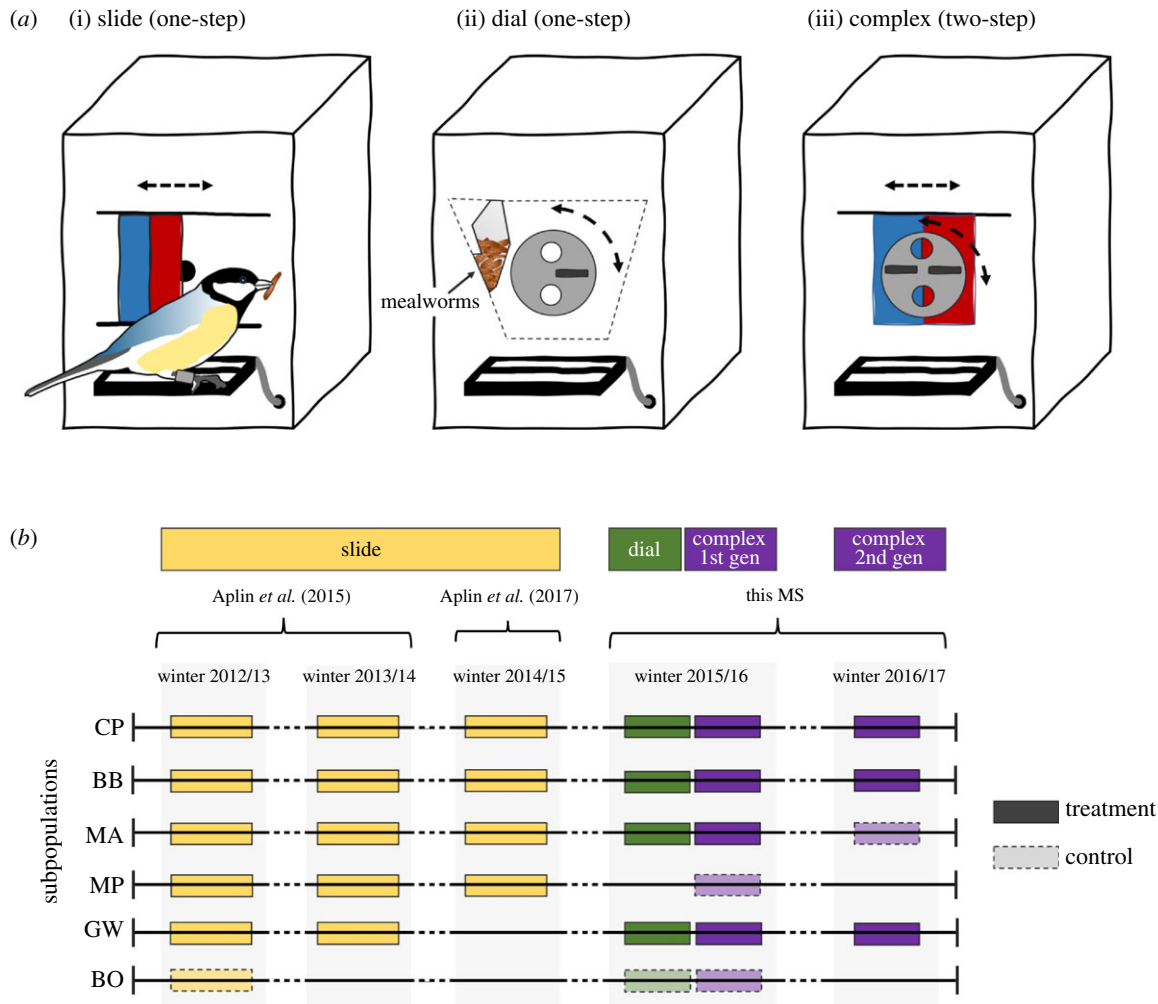 (a) (i) slide (one-step) (ii) dial (one-step) (iii) complex (two-step)
mealworms
(b)
slide
dial
complex
1st gen
complex
2nd gen
Aplin et al. (2015) Aplin et al. (2017) this MS
winter 2012/13 winter 2013/14 winter 2014/15 winter 2015/16 winter 2016/17
subpopulations
CP
BB
MA
MP
GW
BO
treatment
control